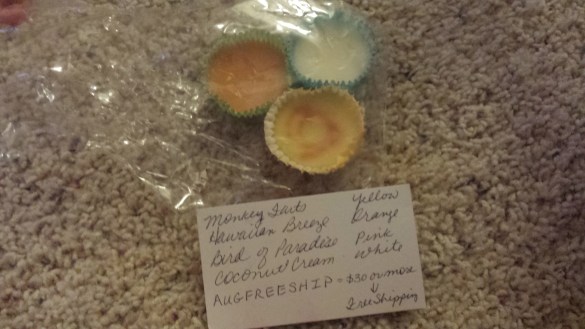 Monkey Farts Yellow
Hawaiian Breeze Orange
Bird of Paradise Pink
Coconut Cream White
AUGFREESHIP = $30 or more
↓
Free Shipping